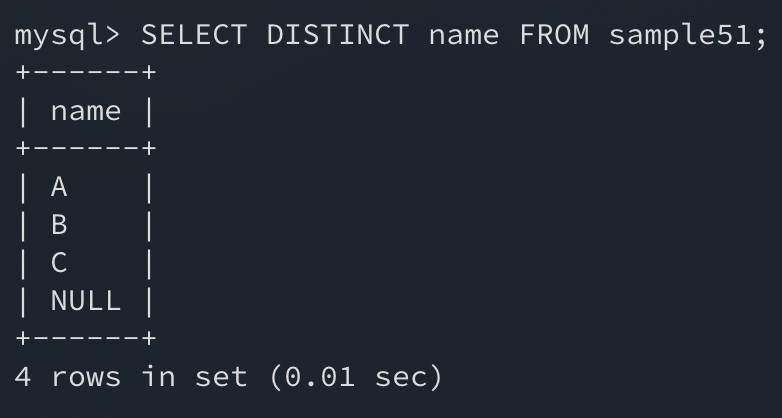 mysql> SELECT DISTINCT name FROM sample51;
+------+
| name |
+------+
| A    |
| B    |
| C    |
| NULL |
+------+
4 rows in set (0.01 sec)